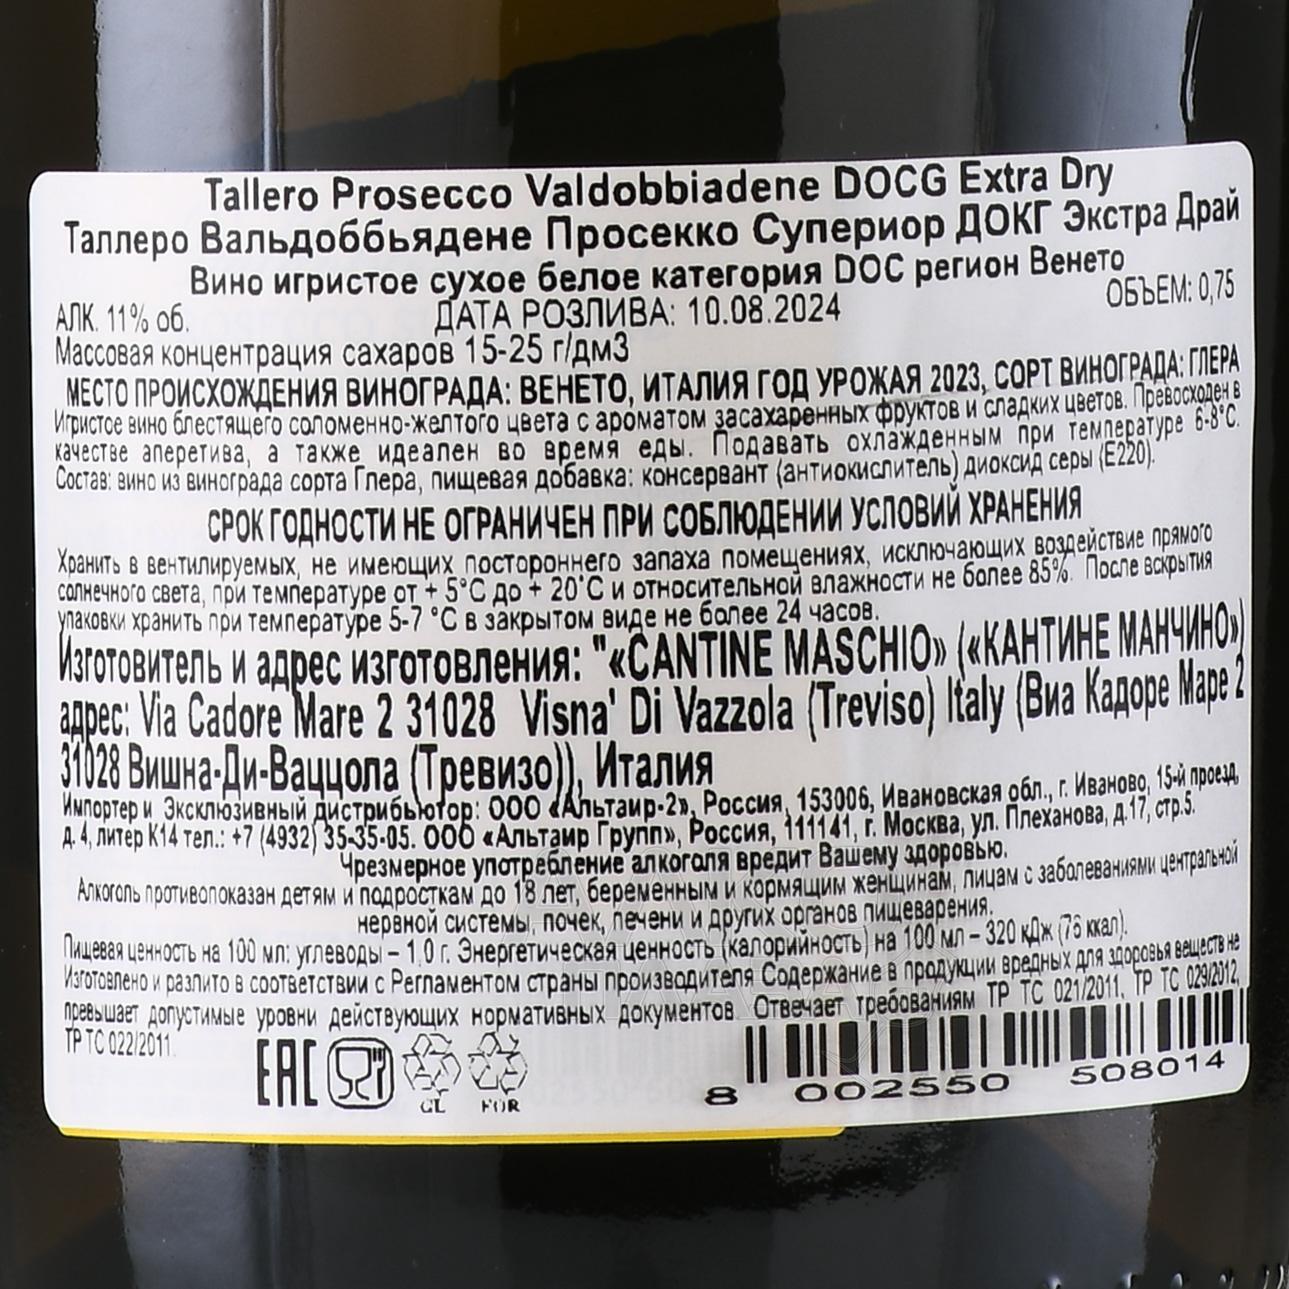 Tallero Prosecco Valdobbiadene DOCG Extra Dry
Таллеро Вальдоббьядене Просекко Супериор ДОКГ Экстра Драй
Вино игристое сухое белое категория DOC регион Венето
АЛК. 11% об. ДАТА РОЗЛИВА: 10.08.2024 ОБЪЕМ: 0,75
Массовая концентрация сахаров 15-25 г/дм3
МЕСТО ПРОИСХОЖДЕНИЯ ВИНОГРАДА: ВЕНЕТО, ИТАЛИЯ ГОД УРОЖАЯ 2023, СОРТ ВИНОГРАДА: ГЛЕРА
Игристое вино блестящего соломенно-желтого цвета с ароматом засахаренных фруктов и сладких цветов. Превосходен в
качестве аперетива, а также идеален во время еды. Подавать охлажденным при температуре 6-8°С.
Состав: вино из винограда сорта Глера, пищевая добавка: консервант (антиокислитель) диоксид серы (Е220).
СРОК ГОДНОСТИ НЕ ОГРАНИЧЕН ПРИ СОБЛЮДЕНИИ УСЛОВИЙ ХРАНЕНИЯ
Хранить в вентилируемых, не имеющих постороннего запаха помещениях, исключающих воздействие прямого
солнечного света, при температуре от + 5°С до + 20°С и относительной влажности не более 85%. После вскрытия
упаковки хранить при температуре 5-7 °С в закрытом виде не более 24 часов.
Изготовитель и адрес изготовления: "«CANTINE MASCHIO» («КАНТИНЕ МАНЧИНО»)
адрес: Via Cadore Mare 2 31028 Visna' Di Vazzola (Treviso) Italy (Виа Кадоре Маре 2
31028 Вишна-Ди-Ваццола (Тревизо)), Италия
Импортер и Эксклюзивный дистрибьютор: ООО «Альтаир-2», Россия, 153006, Ивановская обл., г. Иваново, 15-й проезд,
д. 4, литер К14 тел.: +7 (4932) 35-35-05. ООО «Альтаир Групп», Россия, 111141, г. Москва, ул. Плеханова, д.17, стр.5.
Чрезмерное употребление алкоголя вредит Вашему здоровью.
Алкоголь противопоказан детям и подросткам до 18 лет, беременным и кормящим женщинам, лицам с заболеваниями центральной
нервной системы, почек, печени и других органов пищеварения.
Пищевая ценность на 100 мл: углеводы – 1,0 г. Энергетическая ценность (калорийность) на 100 мл – 320 кДж (76 ккал).
Изготовлено и разлито в соответствии с Регламентом страны производителя Содержание в продукции вредных для здоровья веществ не
превышает допустимые уровни действующих нормативных документов. Отвечает требованиям ТР ТС 021/2011, ТР ТС 029/2012,
ТР ТС 022/2011.
EAC
GL FOR
8 002550 508014